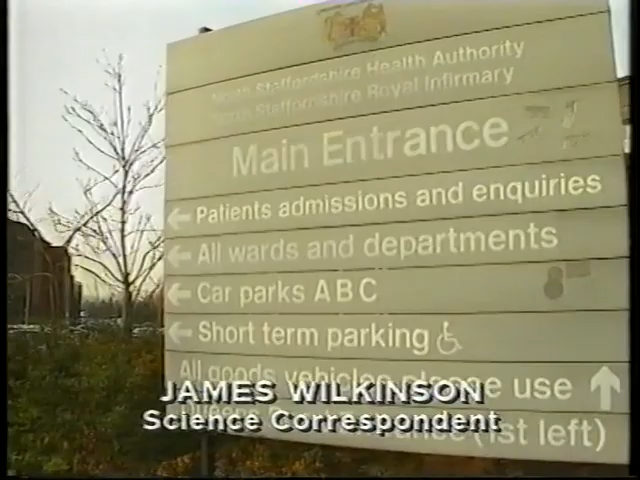 North Staffordshire Health Authority
North Staffordshire Royal Infirmary
Main Entrance
Patients admissions and enquiries
All wards and departments
Car parks A B C
Short term parking
All goods vehicles please use
JAMES WILKINSON
Science Correspondent
entrance (1st left)